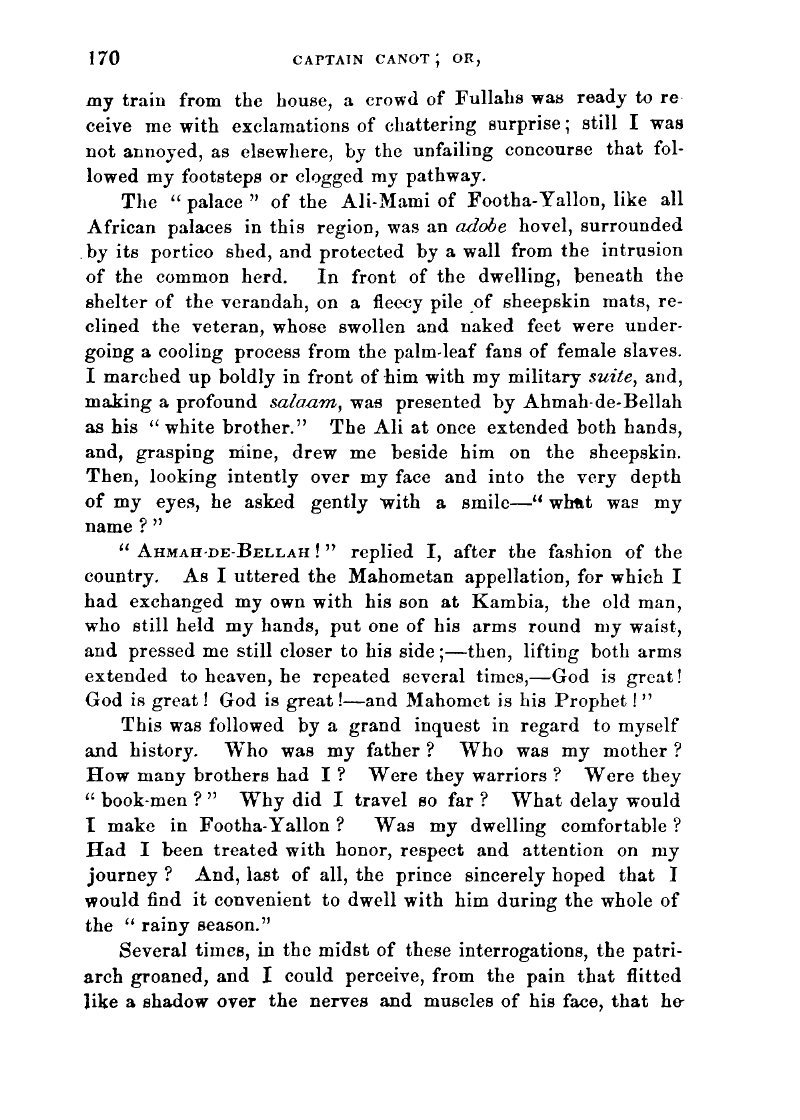 170 CAPTAIN CANOT; OR,
my train from the house, a crowd of Fullahs was ready to re
ceive me with exclamations of chattering surprise; still I was
not annoyed, as elsewhere, by the unfailing concourse that fol-
lowed my footsteps or clogged my pathway.
The “ palace ” of the Ali-Mami of Footha-Yallon, like all
African palaces in this region, was an adobe hovel, surrounded
by its portico shed, and protected by a wall from the intrusion
of the common herd. In front of the dwelling, beneath the
shelter of the verandah, on a fleecy pile of sheepskin mats, re-
clined the veteran, whose swollen and naked feet were under-
going a cooling process from the palm-leaf fans of female slaves.
I marched up boldly in front of him with my military suite, and,
making a profound salaam, was presented by Ahmah-de-Bellah
as his “ white brother.” The Ali at once extended both hands,
and, grasping mine, drew me beside him on the sheepskin.
Then, looking intently over my face and into the very depth
of my eyes, he asked gently with a smile—“ what was my
name ? ”
“ AHMAH-DE-BELLAH ! ” replied I, after the fashion of the
country. As I uttered the Mahometan appellation, for which I
had exchanged my own with his son at Kambia, the old man,
who still held my hands, put one of his arms round my waist,
and pressed me still closer to his side ;—then, lifting both arms
extended to heaven, he repeated several times,—God is great!
God is great ! God is great !—and Mahomet is his Prophet ! ”
This was followed by a grand inquest in regard to myself
and history. Who was my father ? Who was my mother ?
How many brothers had I ? Were they warriors ? Were they
“ book-men ? ” Why did I travel so far ? What delay would
I make in Footha-Yallon ? Was my dwelling comfortable ?
Had I been treated with honor, respect and attention on my
journey ? And, last of all, the prince sincerely hoped that I
would find it convenient to dwell with him during the whole of
the “ rainy season.”
Several times, in the midst of these interrogations, the patri-
arch groaned, and I could perceive, from the pain that flitted
like a shadow over the nerves and muscles of his face, that he